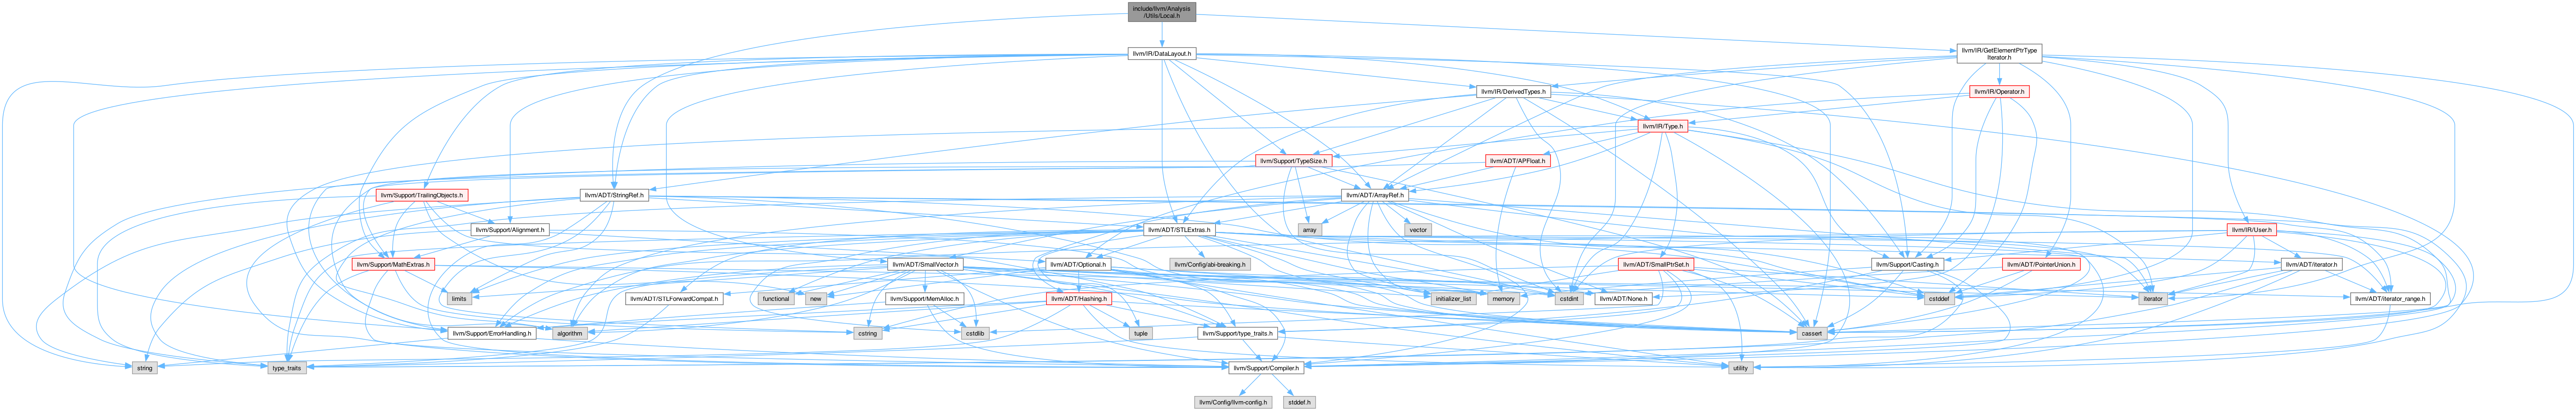 include/llvm/Analysis
/Utils/Local.h
llvm/IR/DataLayout.h
llvm/IR/GetElementPtrType
Iterator.h
llvm/IR/DerivedTypes.h
llvm/IR/Operator.h
llvm/IR/Type.h
llvm/Support/TypeSize.h
llvm/ADT/APFloat.h
llvm/Support/TrailingObjects.h
llvm/ADT/StringRef.h
llvm/ADT/ArrayRef.h
llvm/Support/Alignment.h
llvm/ADT/STLExtras.h
array
vector
llvm/IR/User.h
llvm/Support/MathExtras.h
llvm/ADT/SmallVector.h
llvm/ADT/Optional.h
llvm/Config/abi-breaking.h
llvm/ADT/SmallPtrSet.h
llvm/Support/Casting.h
llvm/ADT/PointerUnion.h
llvm/ADT/iterator.h
limits
llvm/ADT/STLForwardCompat.h
functional
new
llvm/Support/MemAlloc.h
llvm/ADT/Hashing.h
initializer_list
memory
cstdint
llvm/ADT/None.h
cstddef
iterator
llvm/ADT/iterator_range.h
llvm/Support/ErrorHandling.h
algorithm
cstring
cstdlib
tuple
llvm/Support/type_traits.h
cassert
string
type_traits
llvm/Support/Compiler.h
utility
llvm/Config/llvm-config.h
stddef.h